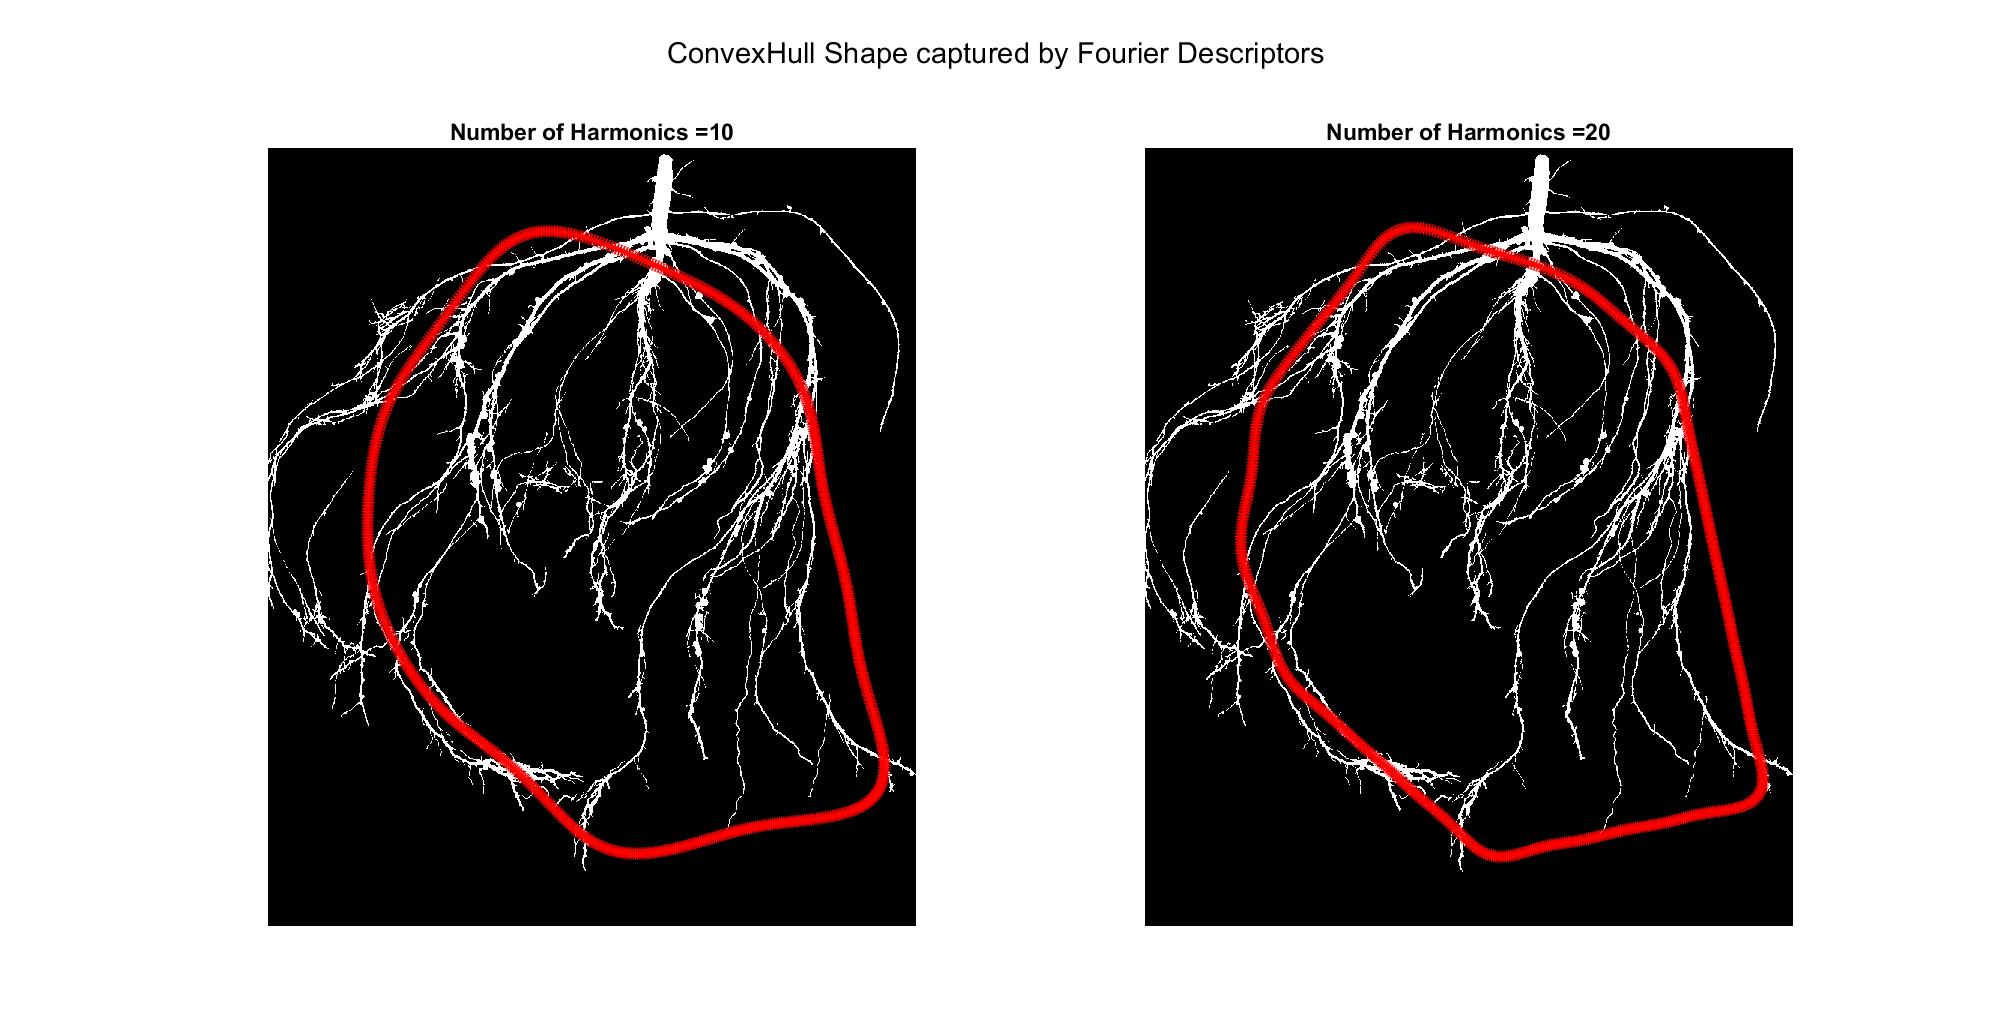 ConvexHull Shape captured by Fourier Descriptors
Number of Harmonics =10
Number of Harmonics =20